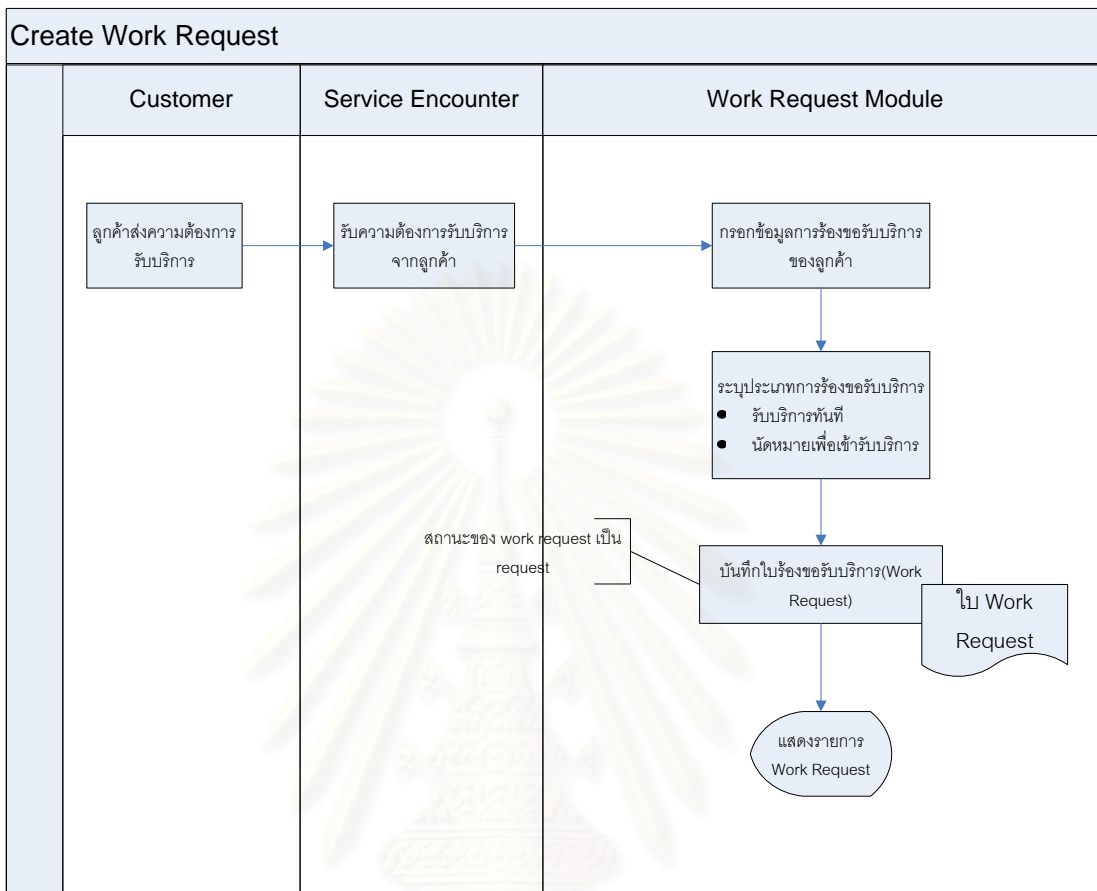 Create Work Request
Customer
Service Encounter
Work Request Module
ลูกค้าส่งความต้องการ
รับบริการ
รับความต้องการรับบริการ
จากลูกค้า
กรอกข้อมูลการร้องขอรับบริการ
ของลูกค้า
ระบุประเภทการร้องขอรับบริการ
• รับบริการทันที
• นัดหมายเพื่อเข้ารับบริการ
สถานะของ work request เป็น
request
บันทึกใบร้องขอรับบริการ(Work
Request)
ใบ Work
Request
แสดงรายการ
Work Request